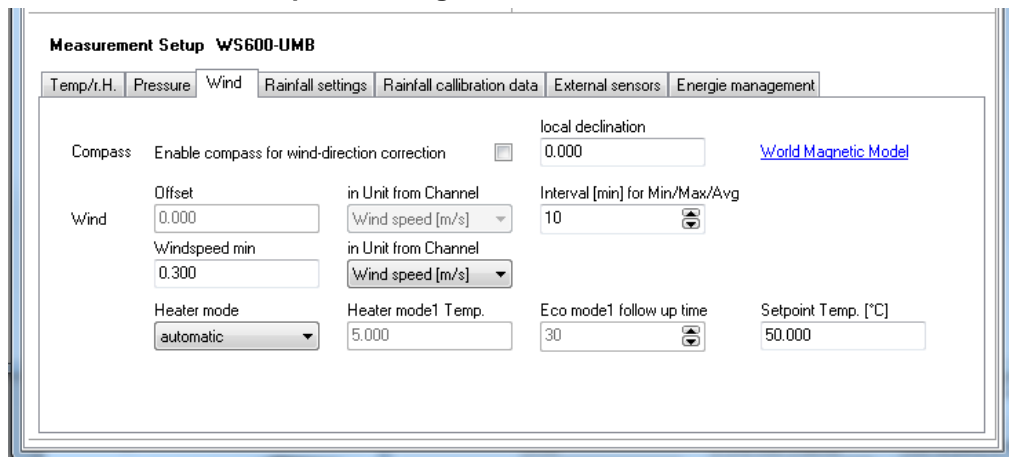 Measurement Setup WS600-UMB
Temp/r.H. Pressure Wind Rainfall settings Rainfall callibration data External sensors Energie management
local declination
Compass Enable compass for wind-direction correction 0.000 World Magnetic Model
Offset in Unit from Channel Interval [min] for Min/Max/Avg
Wind 0.000 Wind speed [m/s] 10
Windspeed min in Unit from Channel
0.300 Wind speed [m/s]
Heater mode Heater mode1 Temp. Eco mode1 follow up time Setpoint Temp. [°C]
automatic 5.000 30 50.000